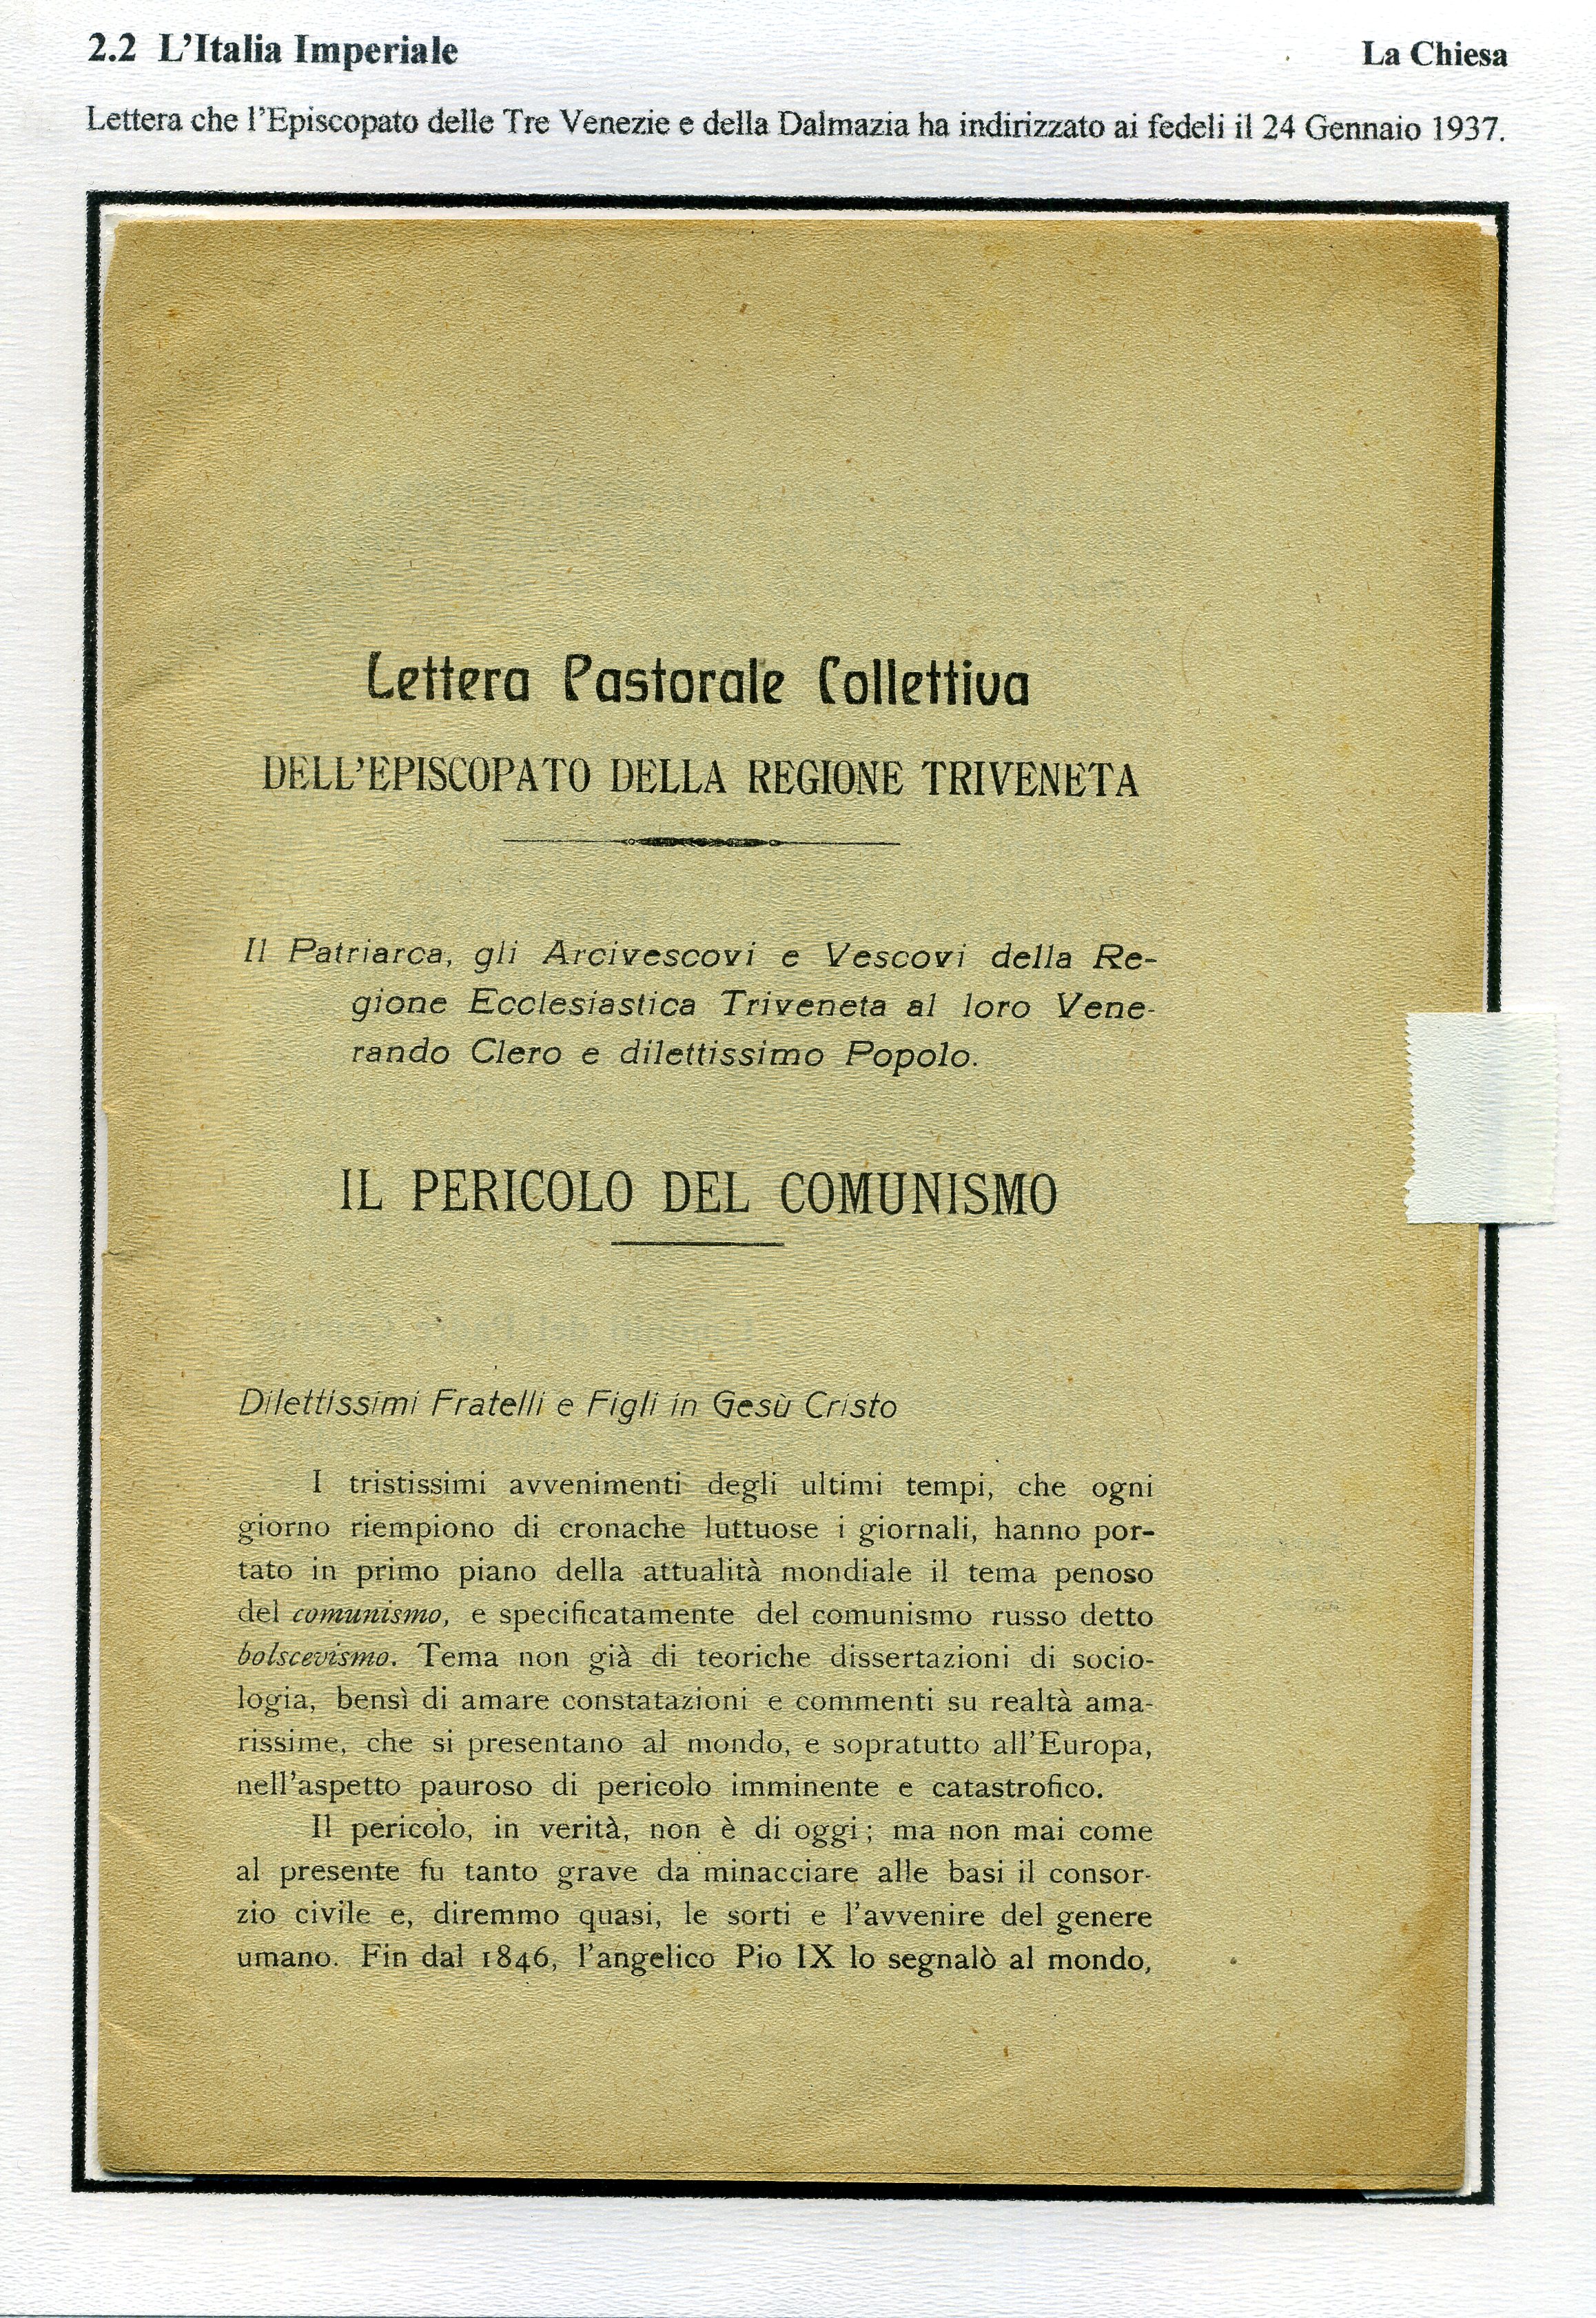 2.2 L'Italia Imperiale
La Chiesa
Lettera che l'Episcopato delle Tre Venezie e della Dalmazia ha indirizzato ai fedeli il 24 Gennaio 1937.
Lettera Pastorale Collettiva
DELL'EPISCOPATO DELLA REGIONE TRIVENETA
Il Patriarca, gli Arcivescovi e Vescovi della Re-
gione Ecclesiastica Triveneta al loro Vene-
rando Clero e dilettissimo Popolo.
IL PERICOLO DEL COMUNISMO
Dilettissimi Fratelli e Figli in Gesù Cristo
I tristissimi avvenimenti degli ultimi tempi, che ogni
giorno riempiono di cronache luttuose i giornali, hanno por-
tato in primo piano della attualità mondiale il tema penoso
del comunismo, e specificatamente del comunismo russo detto
bolscevismo. Tema non già di teoriche dissertazioni di socio-
logia, bensì di amare constatazioni e commenti su realtà ama-
rissime, che si presentano al mondo, e sopratutto all'Europa,
nell'aspetto pauroso di pericolo imminente e catastrofico.
Il pericolo, in verità, non è di oggi; ma non mai come
al presente fu tanto grave da minacciare alle basi il consor-
zio civile e, diremmo quasi, le sorti e l'avvenire del genere
umano. Fin dal 1846, l'angelico Pio IX lo segnalò al mondo,